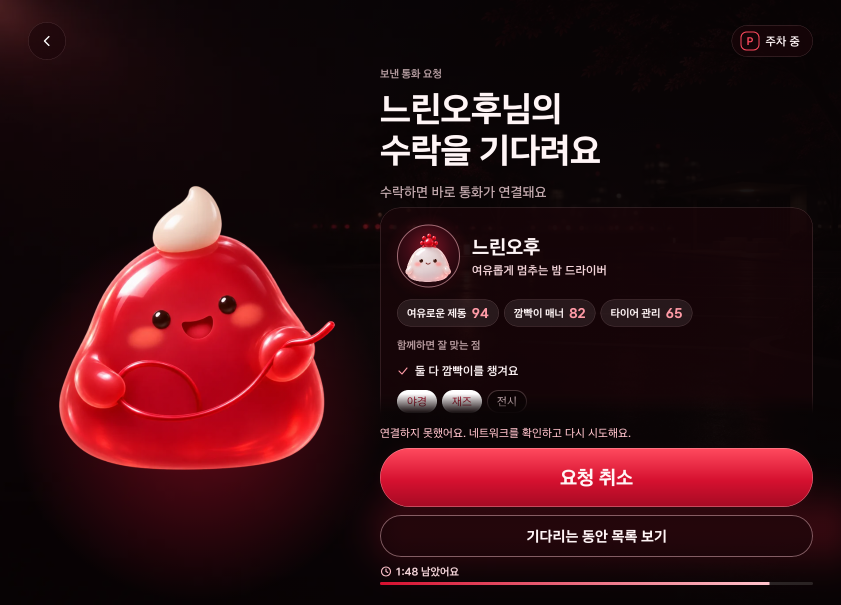 P 주차 중
보낸 통화 요청
느린오후님의
수락을 기다려요
수락하면 바로 통화가 연결돼요
느린오후
여유롭게 멈추는 밤 드라이버
여유로운 제동 94 깜빡이 매너 82 타이어 관리 65
함께하면 잘 맞는 점
둘 다 깜빡이를 챙겨요
야경 재즈 전시
연결하지 못했어요. 네트워크를 확인하고 다시 시도해요.
요청 취소
기다리는 동안 목록 보기
1:48 남았어요